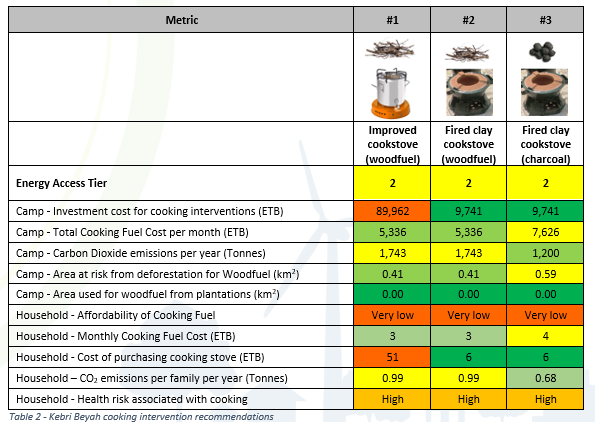 Metric #1 #2 #3
Improved cookstove (woodfuel) Fired clay cookstove (woodfuel) Fired clay cookstove (charcoal)
Energy Access Tier 2 2 2
Camp - Investment cost for cooking interventions (ETB) 89,962 9,741 9,741
Camp - Total Cooking Fuel Cost per month (ETB) 5,336 5,336 7,626
Camp - Carbon Dioxide emissions per year (Tonnes) 1,743 1,743 1,200
Camp - Area at risk from deforestation for Woodfuel (km²) 0.41 0.41 0.59
Camp - Area used for woodfuel from plantations (km²) 0.00 0.00 0.00
Household - Affordability of Cooking Fuel Very low Very low Very low
Household - Monthly Cooking Fuel Cost (ETB) 3 3 4
Household - Cost of purchasing cooking stove (ETB) 51 6 6
Household – CO₂ emissions per family per year (Tonnes) 0.99 0.99 0.68
Household - Health risk associated with cooking High High High
Table 2 - Kebri Beyah cooking intervention recommendations